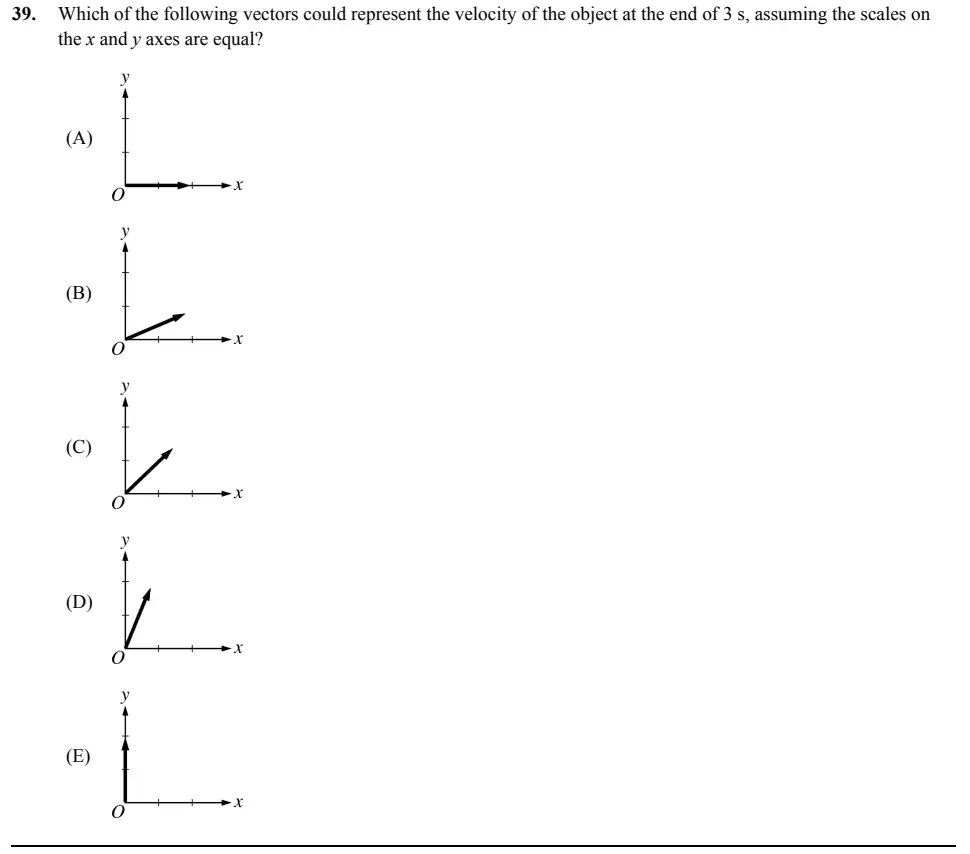 39. Which of the following vectors could represent the velocity of the object at the end of 3 s, assuming the scales on
the x and y axes are equal?
y
(A)
O
x
y
(B)
O
x
y
(C)
O
x
y
(D)
O
x
y
(E)
O
x